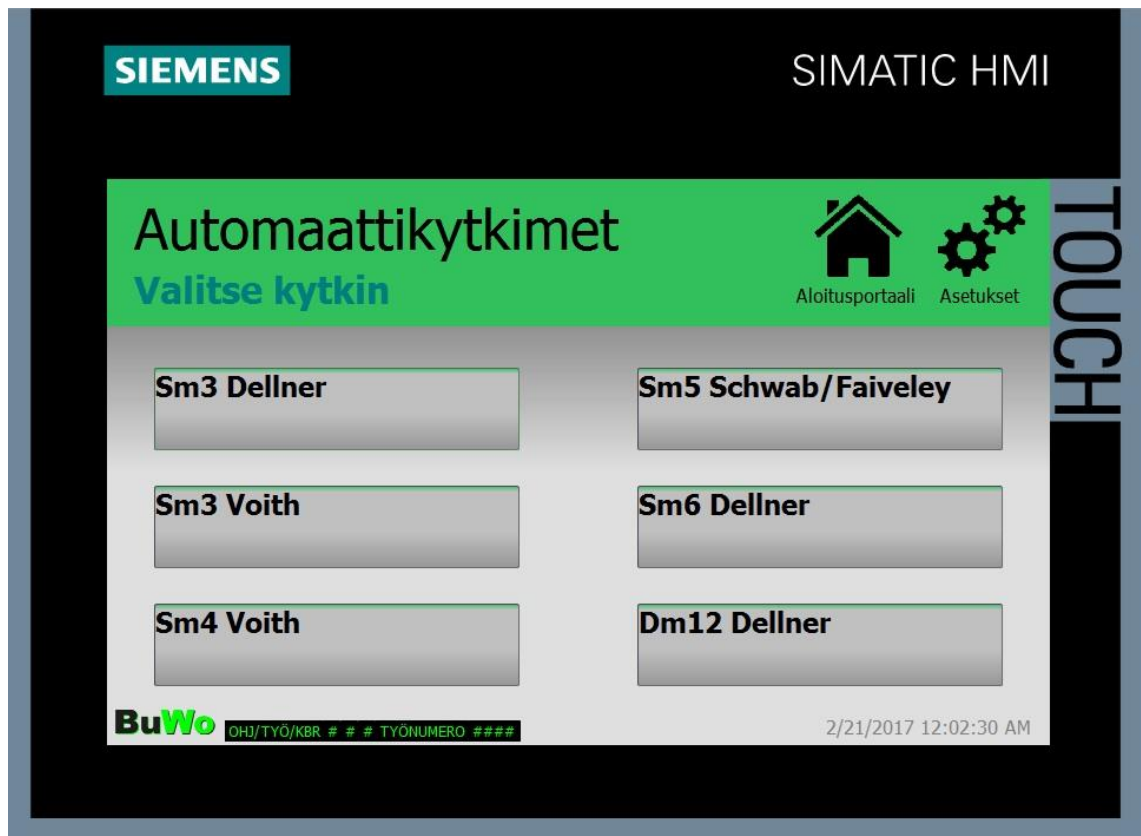 SIEMENS
SIMATIC HMI
TOUCH
Automaattikytkimet
Valitse kytkin
Aloitusportaali
Asetukset
Sm3 Dellner
Sm5 Schwab/Faiveley
Sm3 Voith
Sm6 Dellner
Sm4 Voith
Dm12 Dellner
BuWo
OHJ/TYÖ/KBR # # # TYÖNUMERO ####
2/21/2017 12:02:30 AM